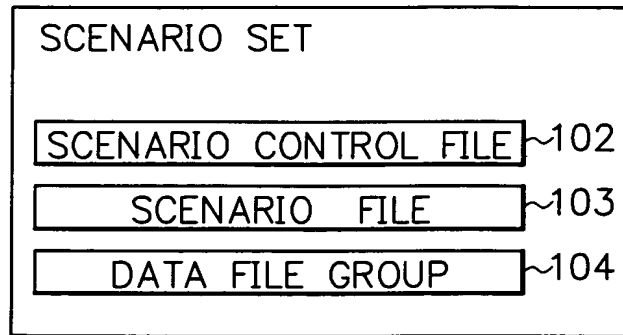 SCENARIO SET
SCENARIO CONTROL FILE 102
SCENARIO FILE 103
DATA FILE GROUP 104